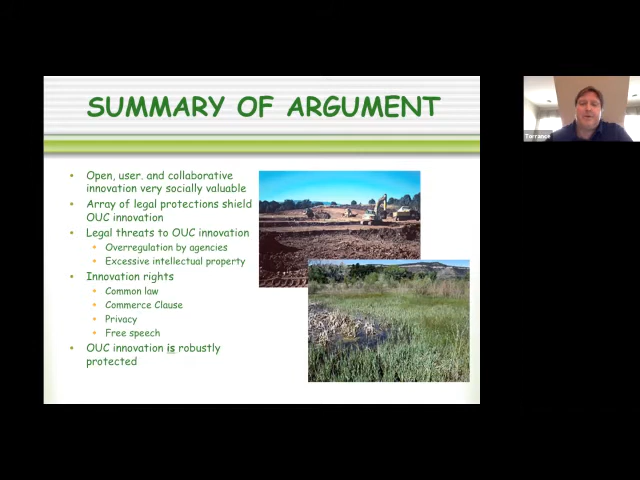 SUMMARY OF ARGUMENT
Open, user. and collaborative
innovation very socially valuable
Array of legal protections shield
OUC innovation
Legal threats to OUC innovation
Overregulation by agencies
Excessive intellectual property
Innovation rights
Common law
Commerce Clause
Privacy
Free speech
OUC innovation is robustly
protected
Torrance